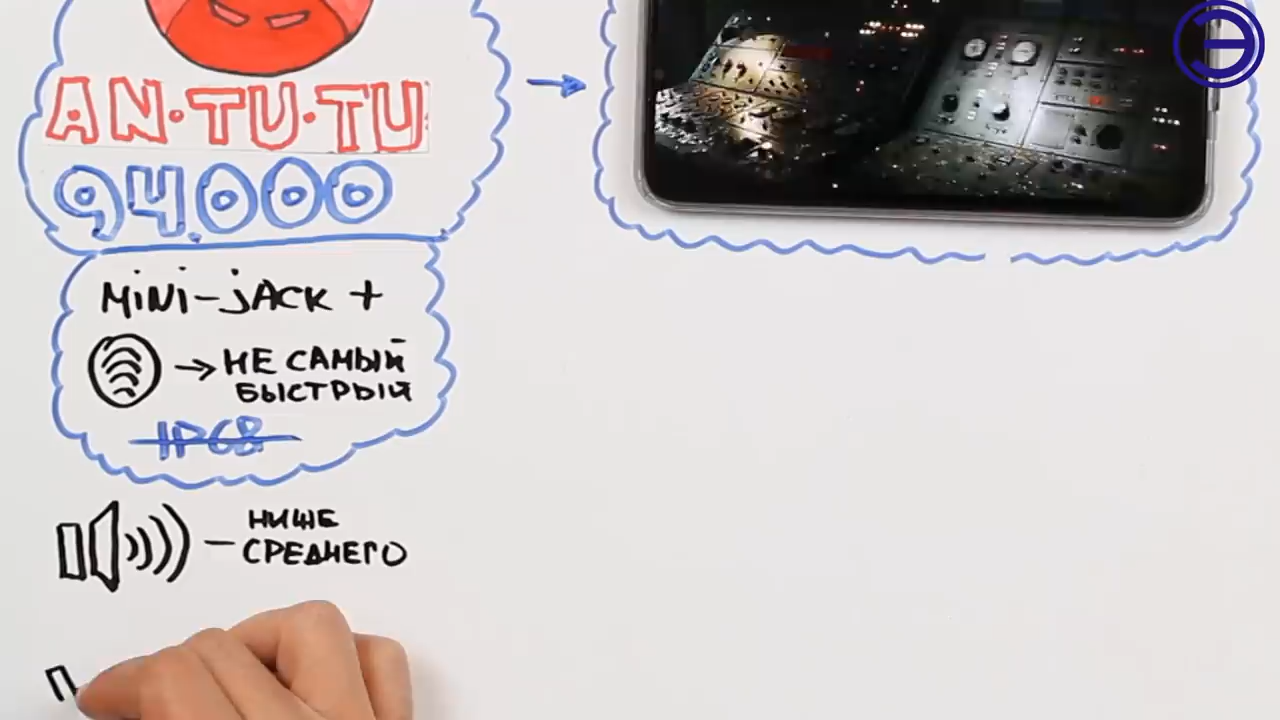 AN·TU·TU
94.000
MiNi-jACK +
НЕ САМЫЙ
БЫСТРЫЙ
IP68
НИЖЕ
СРЕДНЕГО
Э